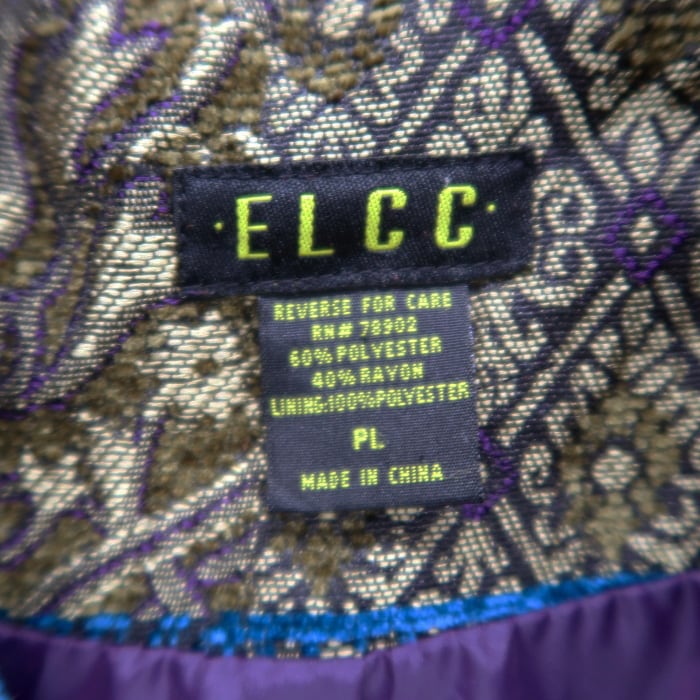 ·ELCC·
REVERSE FOR CARE
RN# 78902
60% POLYESTER
40% RAYON
LINING:100%POLYESTER
PL
MADE IN CHINA